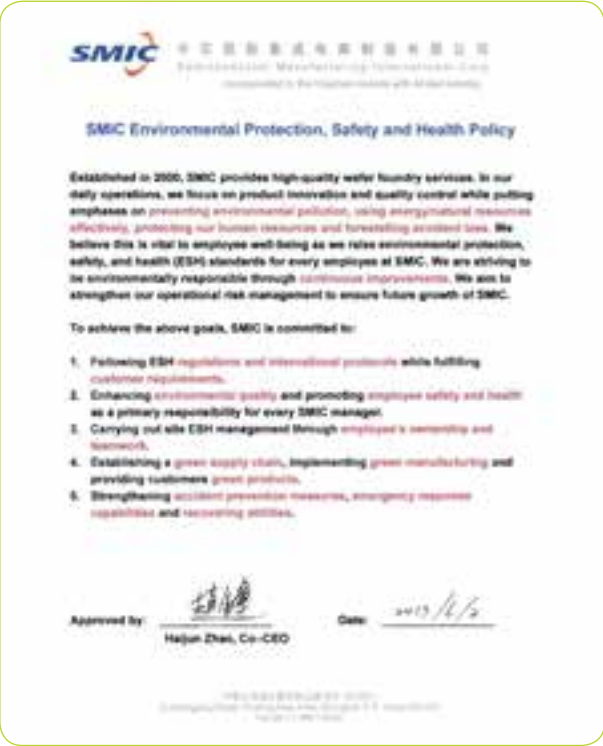 SMIC
Semiconductor Manufacturing International Corp.
SMIC Environmental Protection, Safety and Health Policy
Established in 2000, SMIC provides high-quality wafer foundry services. In our
daily operations, we focus on product innovation and quality control while putting
emphases on preventing environmental pollution, using energy/natural resources
effectively, protecting our human resources and forestalling accident loss. We
believe this is vital to employee well-being as we raise environmental protection,
safety, and health (ESH) standards for every employee at SMIC. We are striving to
be environmentally responsible through continuous improvements. We aim to
strengthen our operational risk management to ensure future growth of SMIC.
To achieve the above goals, SMIC is committed to:
1. Following ESH regulations and international protocols while fulfilling
customer requirements.
2. Enhancing environmental quality and promoting employee safety and health
as a primary responsibility for every SMIC manager.
3. Carrying out site ESH management through employee's ownership and
teamwork.
4. Establishing a green supply chain, implementing green manufacturing and
providing customers green products.
5. Strengthening accident prevention measures, emergency response
capabilities and recovering abilities.
Approved by:
Date:
Haijun Zhao, Co-CEO